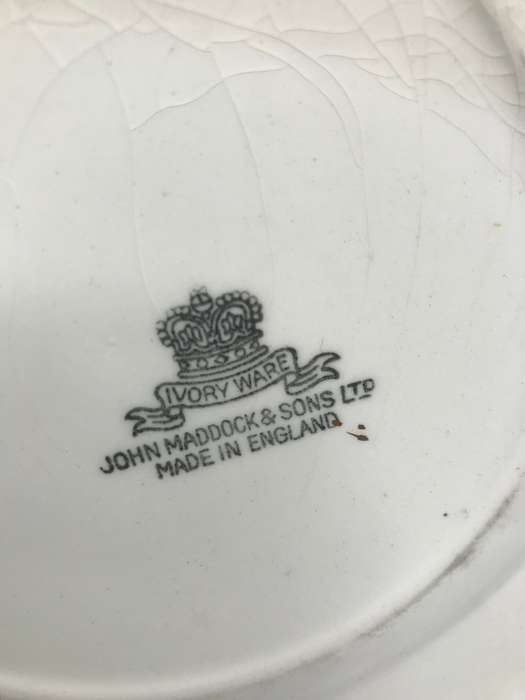 IVORY WARE
JOHN MADDOCK & SONS LTD
MADE IN ENGLAND